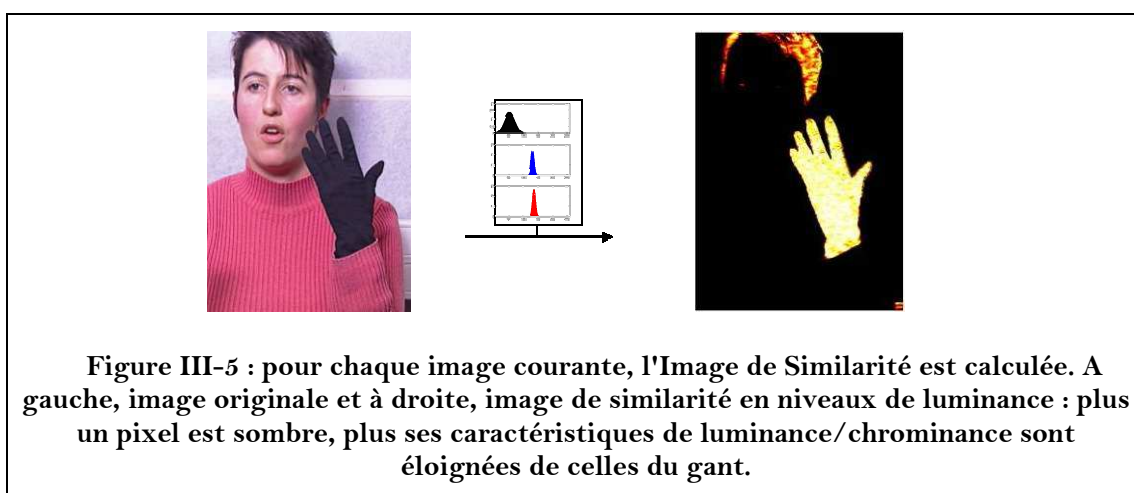 Figure III-5 : pour chaque image courante, l'Image de Similarité est calculée. A
gauche, image originale et à droite, image de similarité en niveaux de luminance : plus
un pixel est sombre, plus ses caractéristiques de luminance/chrominance sont
éloignées de celles du gant.